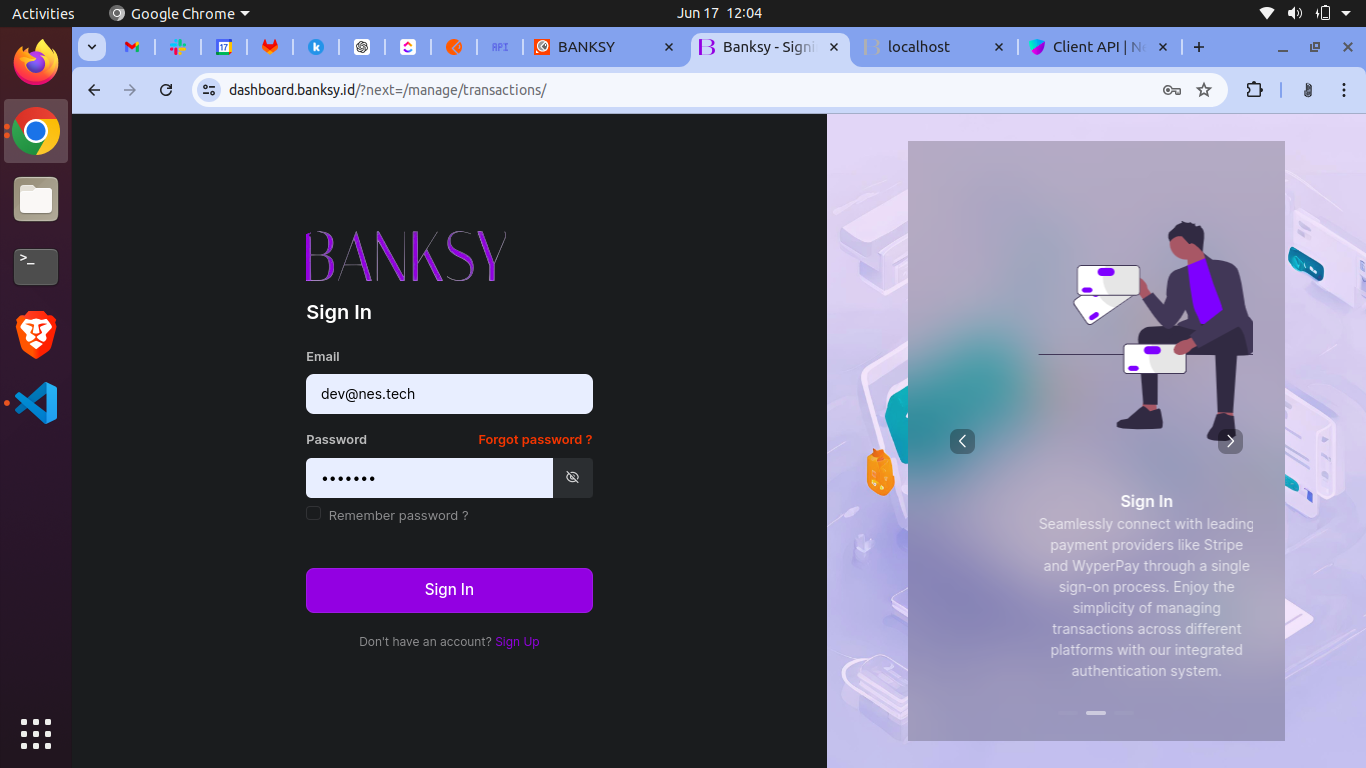 Activities
Google Chrome
Jun 17 12:04
17
API
BANKSY
Banksy - Signi
localhost
Client API | N
dashboard.banksy.id/?next=/manage/transactions/
>_
BANKSY
Sign In
Email
dev@nes.tech
Password
Forgot password ?
•••••••
Remember password ?
Sign In
Don't have an account? Sign Up
Sign In
Seamlessly connect with leading
payment providers like Stripe
and WyperPay through a single
sign-on process. Enjoy the
simplicity of managing
transactions across different
platforms with our integrated
authentication system.